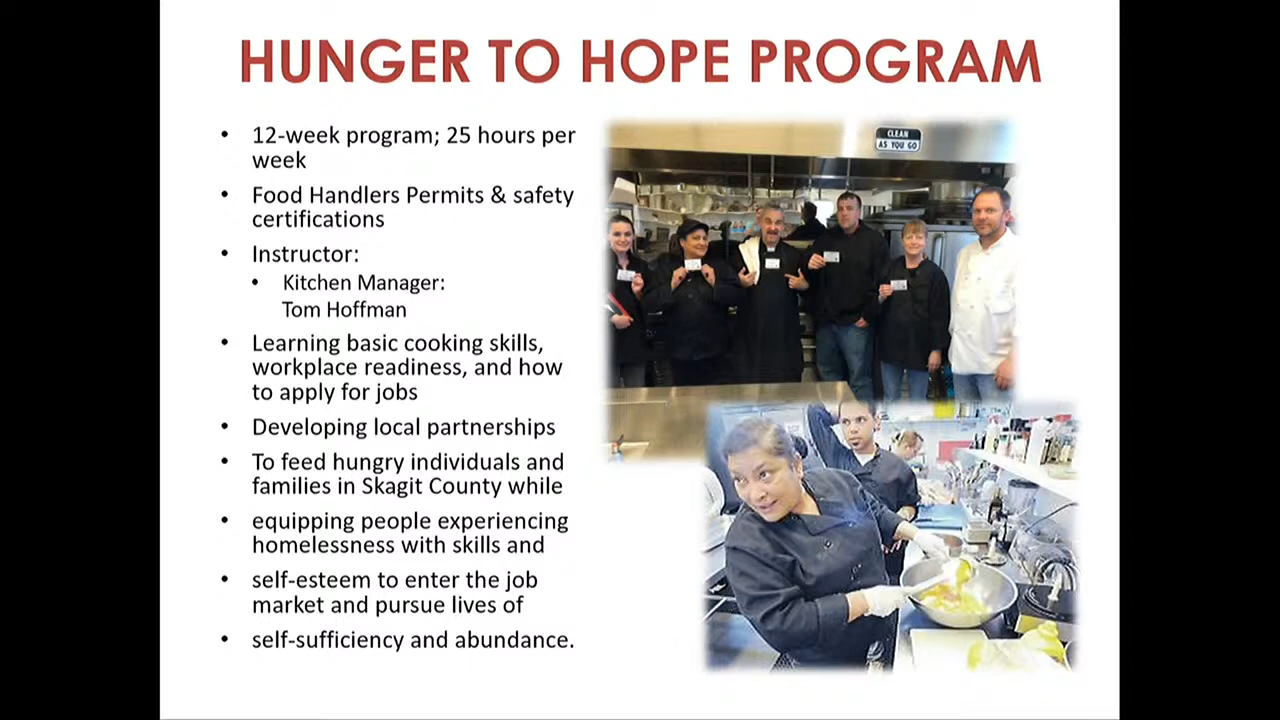 HUNGER TO HOPE PROGRAM
• 12-week program; 25 hours per
week
• Food Handlers Permits & safety
certifications
• Instructor:
• Kitchen Manager:
Tom Hoffman
• Learning basic cooking skills,
workplace readiness, and how
to apply for jobs
• Developing local partnerships
• To feed hungry individuals and
families in Skagit County while
• equipping people experiencing
homelessness with skills and
• self-esteem to enter the job
market and pursue lives of
• self-sufficiency and abundance.
CLEAN
AS YOU GO